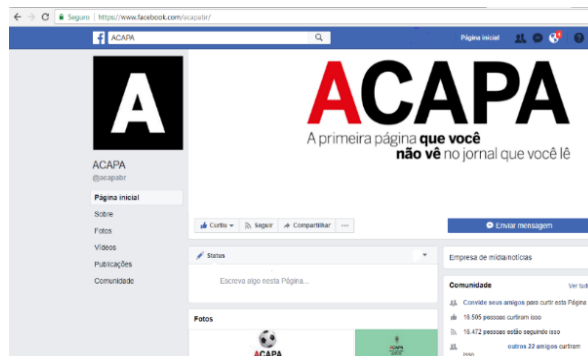 Seguro | https://www.facebook.com/acapabr/
ACAPA
Página inicial
A
ACAPA
A primeira página que você
não vê no jornal que você lê
ACAPA
@acapabr
Página inicial
Sobre
Fotos
Vídeos
Publicações
Comunidade
Curtiu
Seguir
Compartilhar
Enviar mensagem
Status
Escreva algo nesta Página...
Fotos
ACAPA
ACAPA
Empresa de mídia/notícias
Comunidade
Convide seus amigos para curtir esta Página
16.505 pessoas curtiram isso
16.472 pessoas estão seguindo isso
outros 22 amigos curtiram
isso